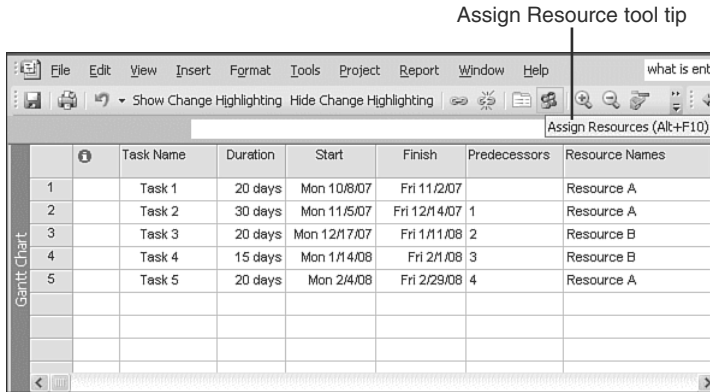 Assign Resource tool tip
File Edit View Insert Format Tools Project Report Window Help what is ent
Show Change Highlighting Hide Change Highlighting
Assign Resources (Alt+F10)
Task Name Duration Start Finish Predecessors Resource Names
1 Task 1 20 days Mon 10/8/07 Fri 11/2/07 Resource A
2 Task 2 30 days Mon 11/5/07 Fri 12/14/07 1 Resource A
3 Task 3 20 days Mon 12/17/07 Fri 1/11/08 2 Resource B
4 Task 4 15 days Mon 1/14/08 Fri 2/1/08 3 Resource B
5 Task 5 20 days Mon 2/4/08 Fri 2/29/08 4 Resource A
Gantt Chart